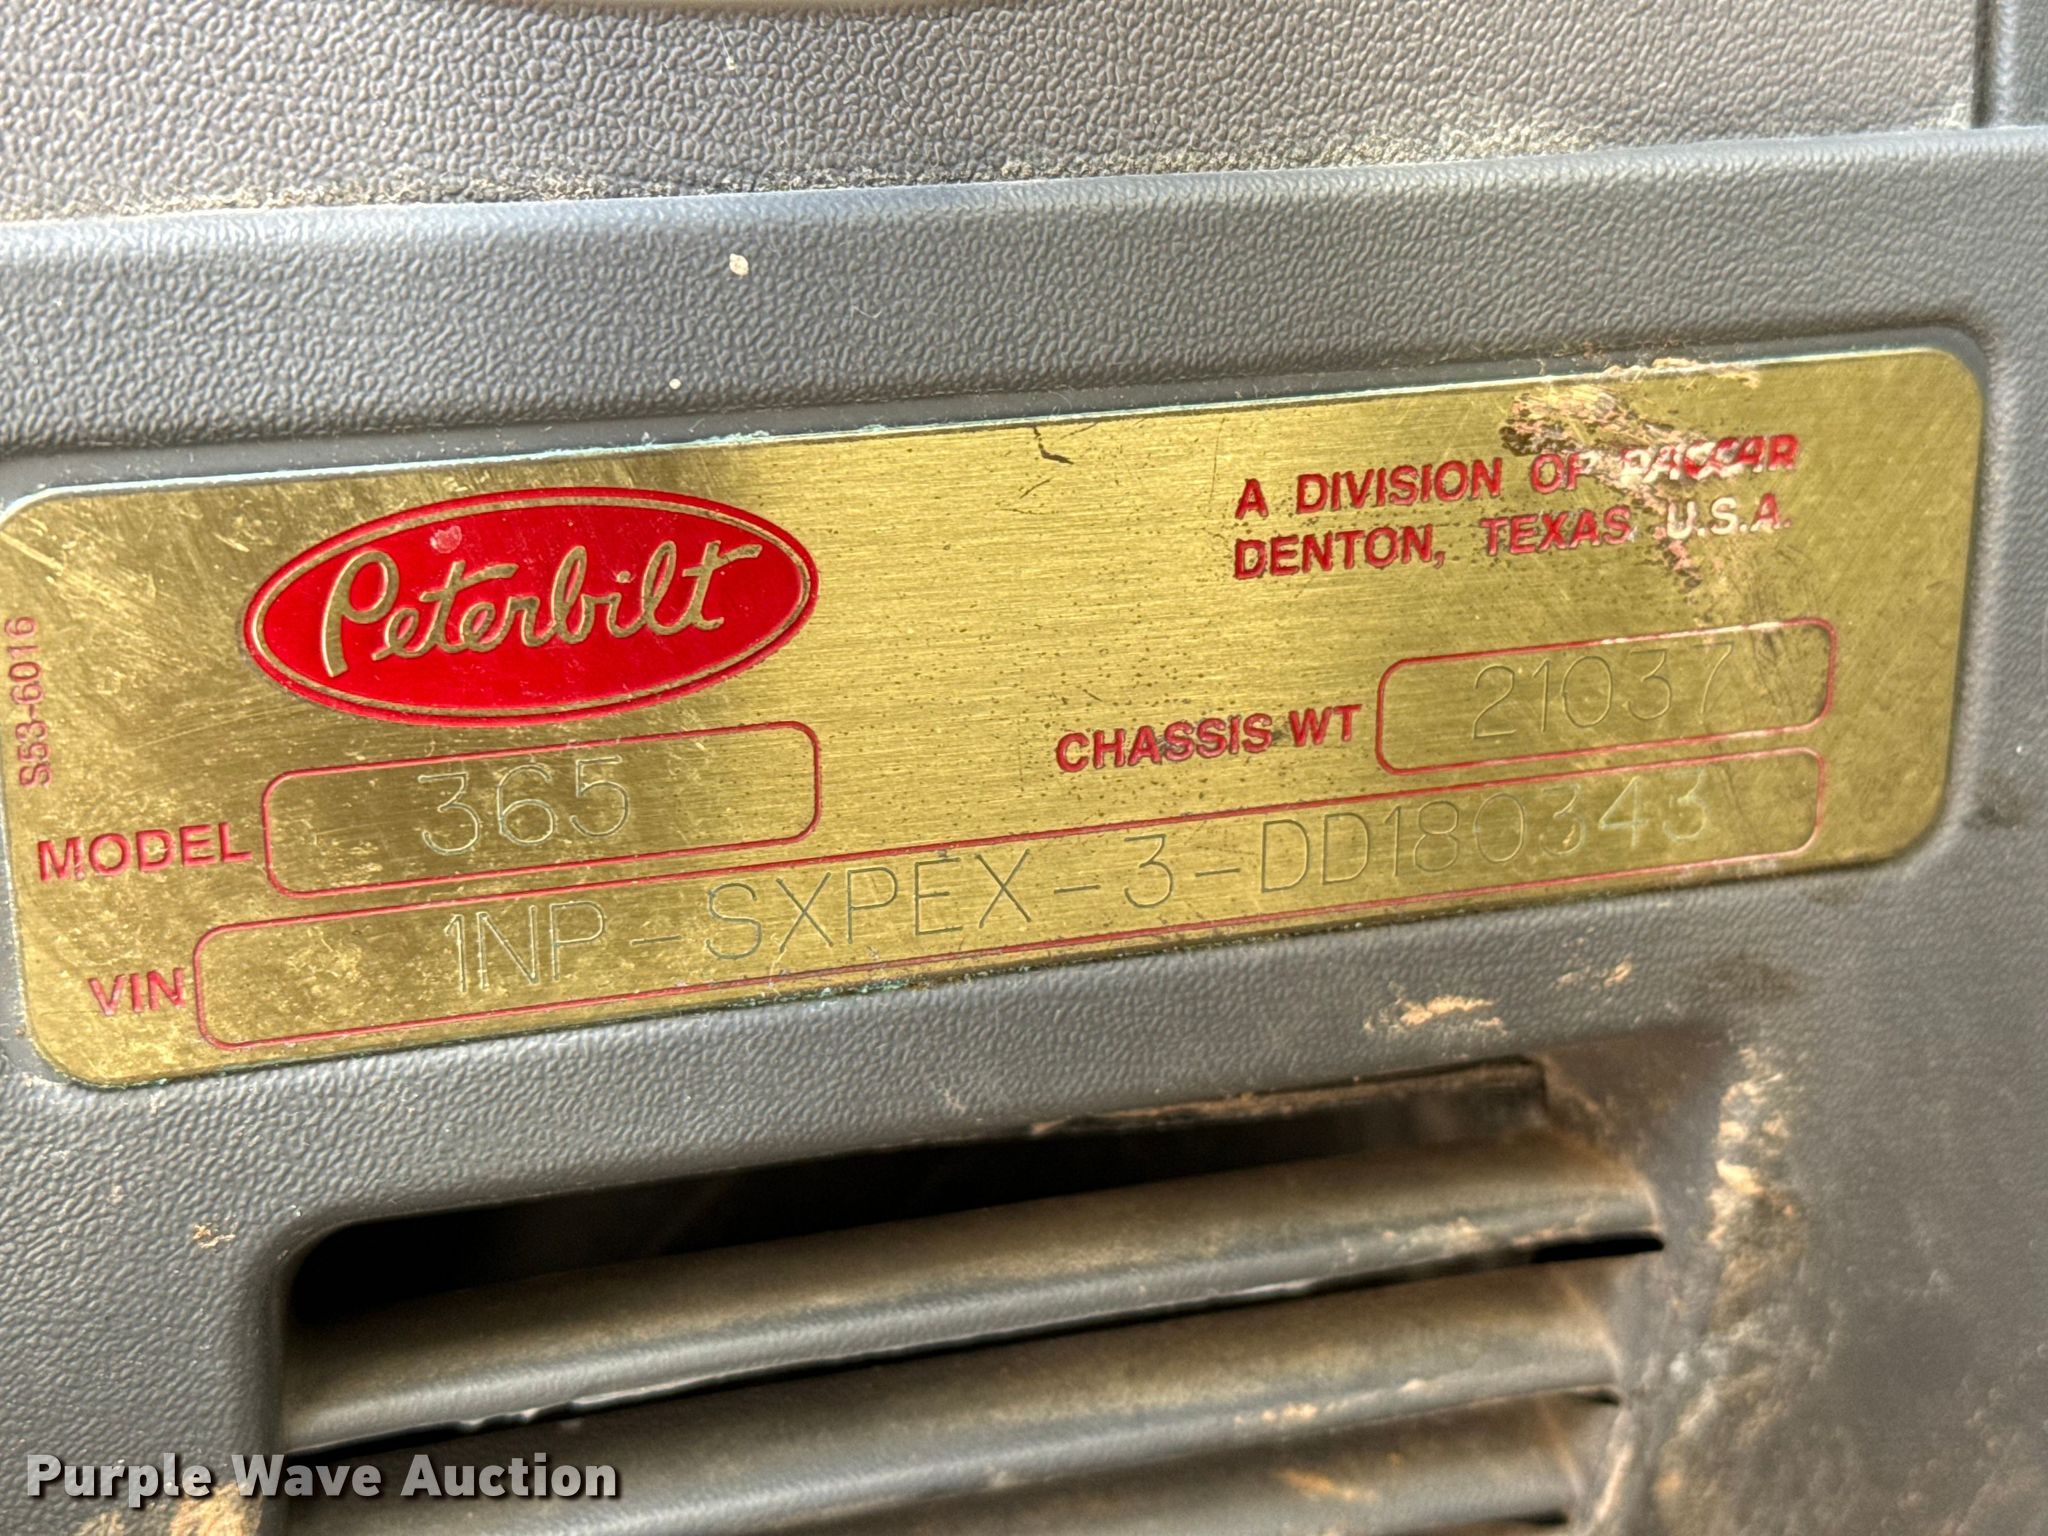 Peterbilt
A DIVISION OF PACCAR
DENTON, TEXAS U.S.A.
S53-6016
CHASSIS WT 21037
MODEL 365
VIN 1NP-SXPEX-3-DD180343
Purple Wave Auction